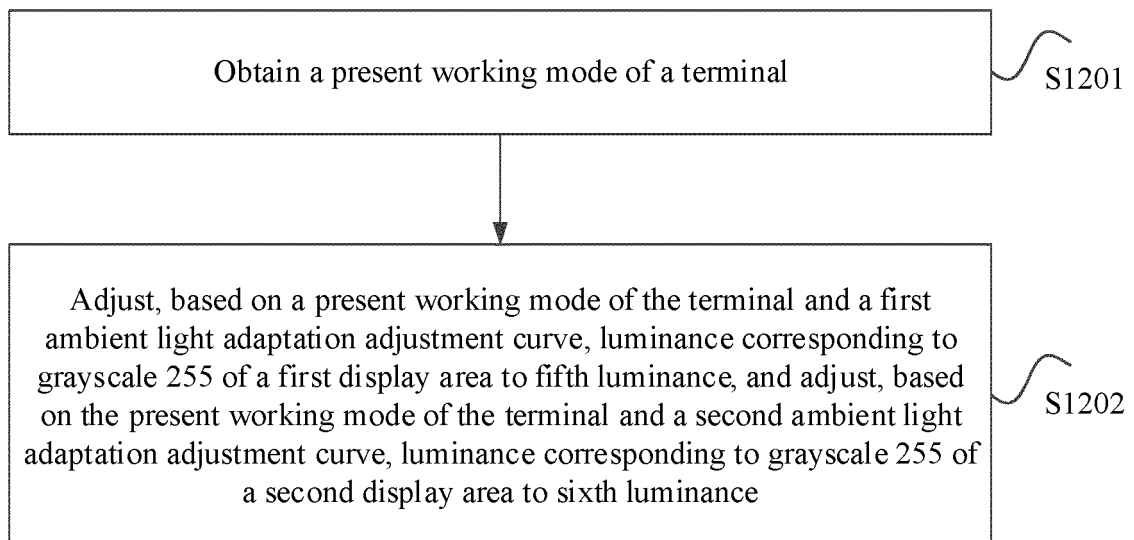 Obtain a present working mode of a terminal
S1201
Adjust, based on a present working mode of the terminal and a first
ambient light adaptation adjustment curve, luminance corresponding to
grayscale 255 of a first display area to fifth luminance, and adjust, based
on the present working mode of the terminal and a second ambient light
adaptation adjustment curve, luminance corresponding to grayscale 255 of
a second display area to sixth luminance
S1202